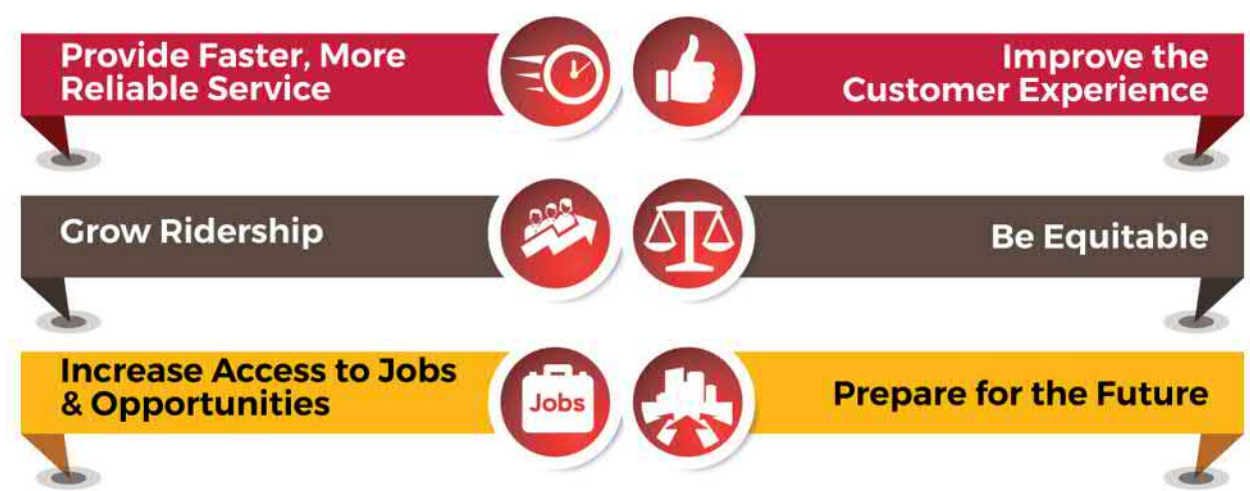 Provide Faster, More
Reliable Service
Improve the
Customer Experience
Grow Ridership
Be Equitable
Increase Access to Jobs
& Opportunities
Jobs
Prepare for the Future